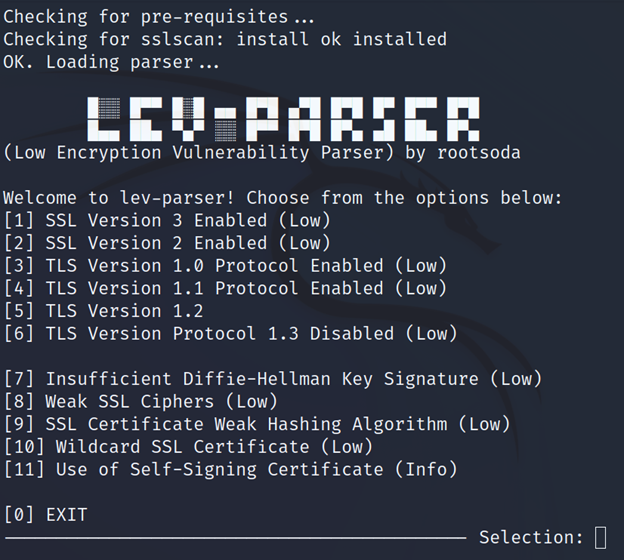 Checking for pre-requisites...
Checking for sslscan: install ok installed
OK. Loading parser...
LEV-PARSER
(Low Encryption Vulnerability Parser) by rootsoda
Welcome to lev-parser! Choose from the options below:
[1] SSL Version 3 Enabled (Low)
[2] SSL Version 2 Enabled (Low)
[3] TLS Version 1.0 Protocol Enabled (Low)
[4] TLS Version 1.1 Protocol Enabled (Low)
[5] TLS Version 1.2
[6] TLS Version Protocol 1.3 Disabled (Low)
[7] Insufficient Diffie-Hellman Key Signature (Low)
[8] Weak SSL Ciphers (Low)
[9] SSL Certificate Weak Hashing Algorithm (Low)
[10] Wildcard SSL Certificate (Low)
[11] Use of Self-Signing Certificate (Info)
[0] EXIT
Selection: